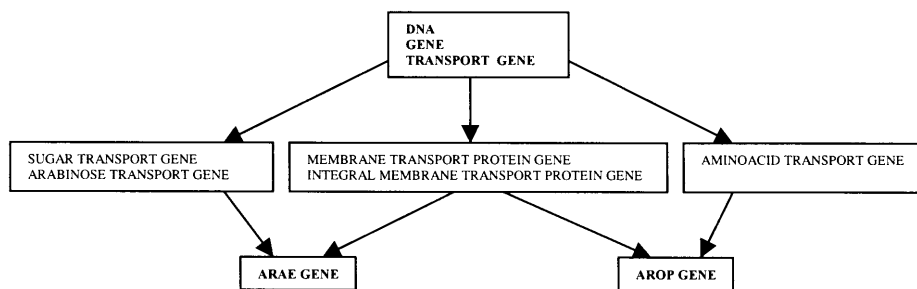 DNA
GENE
TRANSPORT GENE
SUGAR TRANSPORT GENE
ARABINOSE TRANSPORT GENE
MEMBRANE TRANSPORT PROTEIN GENE
INTEGRAL MEMBRANE TRANSPORT PROTEIN GENE
AMINOACID TRANSPORT GENE
ARAE GENE
AROP GENE